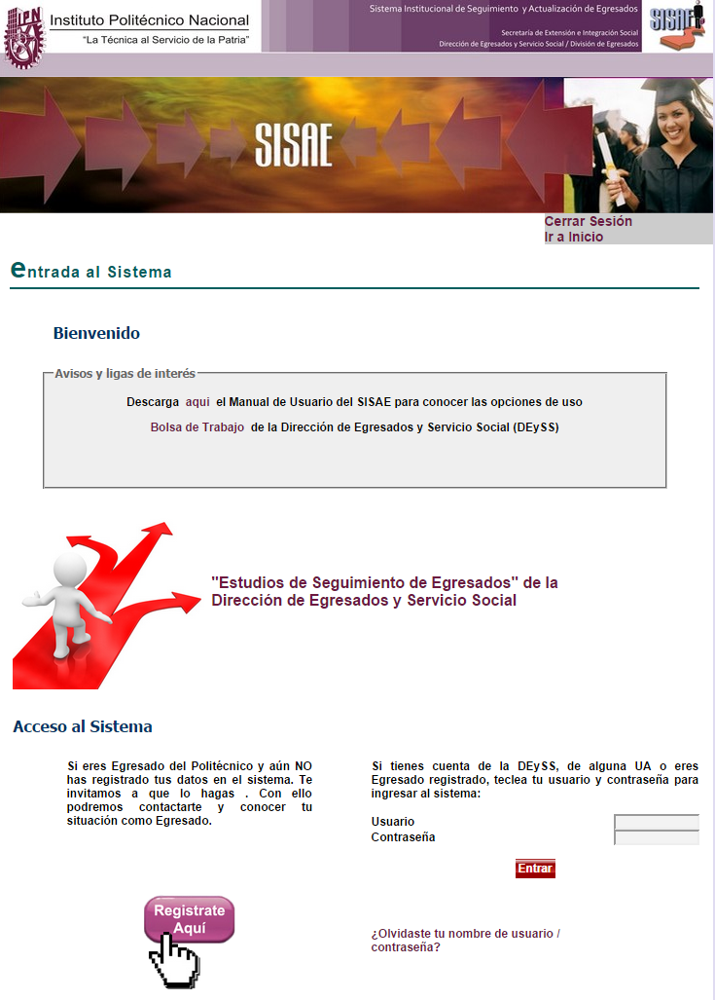 IPN
Instituto Politécnico Nacional
"La Técnica al Servicio de la Patria"
Sistema Institucional de Seguimiento y Actualización de Egresados
Secretaría de Extensión e Integración Social
Dirección de Egresados y Servicio Social / División de Egresados
SISAE
SISAE
Cerrar Sesión
Ir a Inicio
entrada al Sistema
Bienvenido
Avisos y ligas de interés
Descarga aqui el Manual de Usuario del SISAE para conocer las opciones de uso
Bolsa de Trabajo de la Dirección de Egresados y Servicio Social (DEySS)
"Estudios de Seguimiento de Egresados" de la
Dirección de Egresados y Servicio Social
Acceso al Sistema
Si eres Egresado del Politécnico y aún NO
has registrado tus datos en el sistema. Te
invitamos a que lo hagas . Con ello
podremos contactarte y conocer tu
situación como Egresado.
Registrate
Aquí
Si tienes cuenta de la DEySS, de alguna UA o eres
Egresado registrado, teclea tu usuario y contraseña para
ingresar al sistema:
Usuario
Contraseña
Entrar
¿Olvidaste tu nombre de usuario /
contraseña?